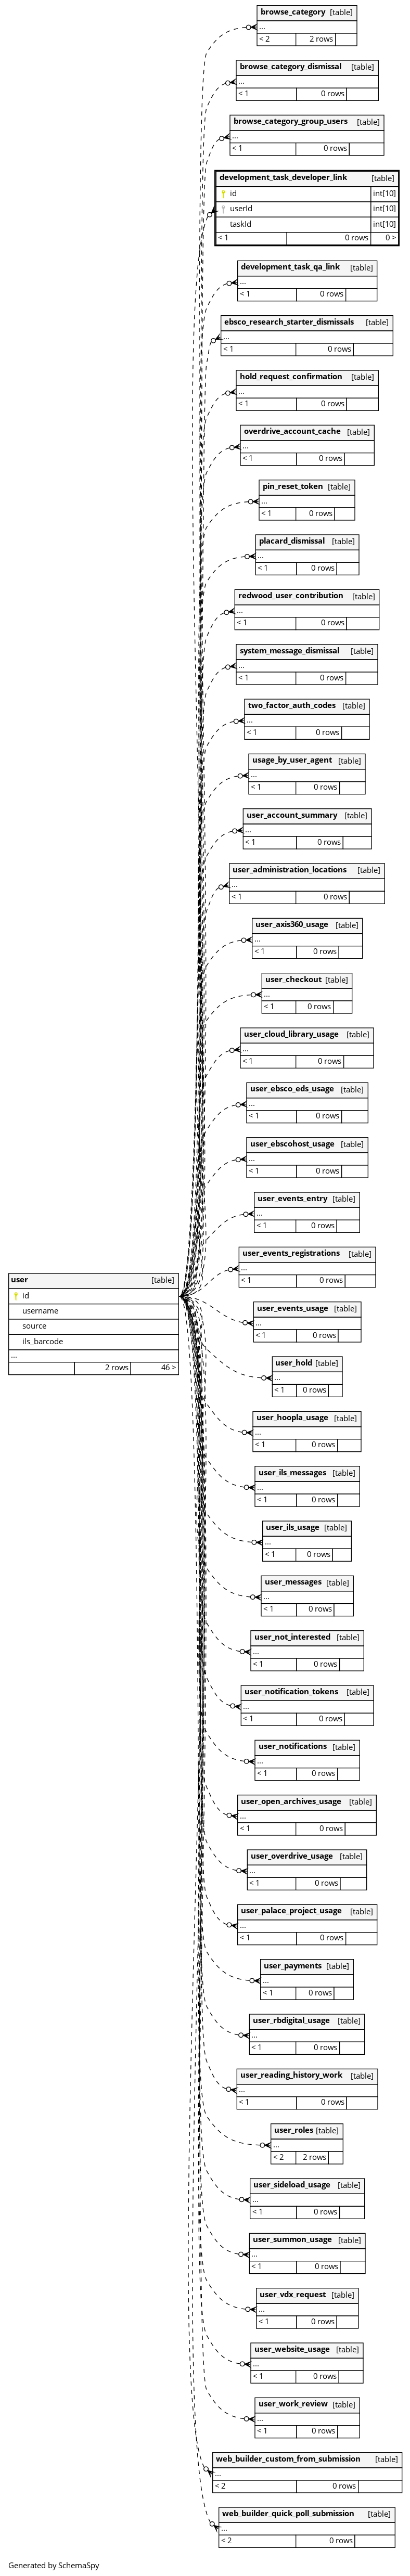 browse_category [table]
...
< 2 2 rows
browse_category_dismissal [table]
...
< 1 0 rows
browse_category_group_users [table]
...
< 1 0 rows
development_task_developer_link [table]
id int[10]
userId int[10]
taskId int[10]
< 1 0 rows 0 >
development_task_qa_link [table]
...
< 1 0 rows
ebsco_research_starter_dismissals [table]
...
< 1 0 rows
hold_request_confirmation [table]
...
< 1 0 rows
overdrive_account_cache [table]
...
< 1 0 rows
pin_reset_token [table]
...
< 1 0 rows
placard_dismissal [table]
...
< 1 0 rows
redwood_user_contribution [table]
...
< 1 0 rows
system_message_dismissal [table]
...
< 1 0 rows
two_factor_auth_codes [table]
...
< 1 0 rows
usage_by_user_agent [table]
...
< 1 0 rows
user_account_summary [table]
...
< 1 0 rows
user_administration_locations [table]
...
< 1 0 rows
user_axis360_usage [table]
...
< 1 0 rows
user_checkout [table]
...
< 1 0 rows
user_cloud_library_usage [table]
...
< 1 0 rows
user_ebsco_eds_usage [table]
...
< 1 0 rows
user_ebscohost_usage [table]
...
< 1 0 rows
user_events_entry [table]
...
< 1 0 rows
user_events_registrations [table]
...
< 1 0 rows
user [table]
id
username
source
ils_barcode
...
2 rows 46 >
user_events_usage [table]
...
< 1 0 rows
user_hold [table]
...
< 1 0 rows
user_hoopla_usage [table]
...
< 1 0 rows
user_ils_messages [table]
...
< 1 0 rows
user_ils_usage [table]
...
< 1 0 rows
user_messages [table]
...
< 1 0 rows
user_not_interested [table]
...
< 1 0 rows
user_notification_tokens [table]
...
< 1 0 rows
user_notifications [table]
...
< 1 0 rows
user_open_archives_usage [table]
...
< 1 0 rows
user_overdrive_usage [table]
...
< 1 0 rows
user_palace_project_usage [table]
...
< 1 0 rows
user_payments [table]
...
< 1 0 rows
user_rbdigital_usage [table]
...
< 1 0 rows
user_reading_history_work [table]
...
< 1 0 rows
user_roles [table]
...
< 2 2 rows
user_sideload_usage [table]
...
< 1 0 rows
user_summon_usage [table]
...
< 1 0 rows
user_vdx_request [table]
...
< 1 0 rows
user_website_usage [table]
...
< 1 0 rows
user_work_review [table]
...
< 1 0 rows
web_builder_custom_from_submission [table]
...
< 2 0 rows
web_builder_quick_poll_submission [table]
...
< 2 0 rows
Generated by SchemaSpy